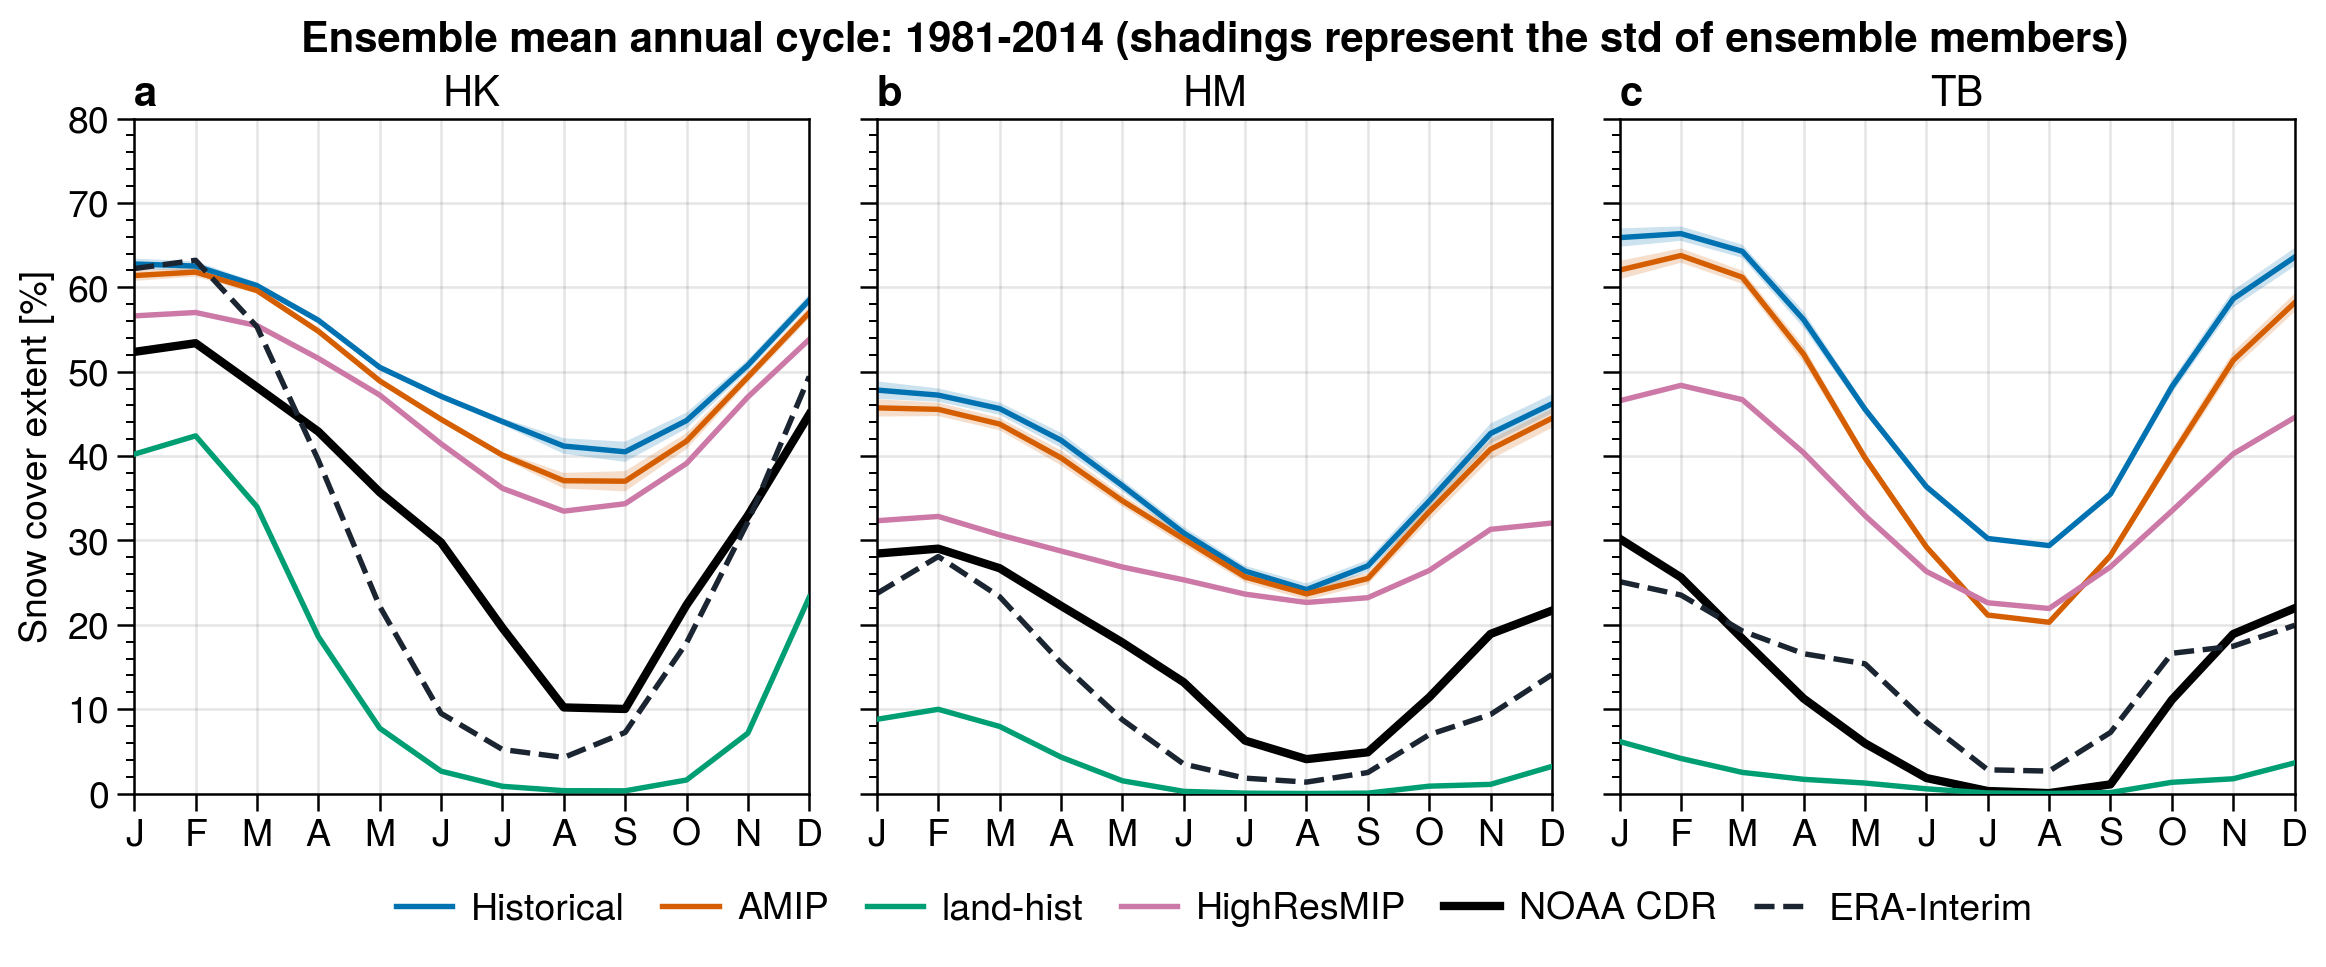 Ensemble mean annual cycle: 1981-2014 (shadings represent the std of ensemble members)
a HK
b HM
c TB
Snow cover extent [%]
80
70
60
50
40
30
20
10
0
J F M A M J J A S O N D
J F M A M J J A S O N D
J F M A M J J A S O N D
Historical AMIP land-hist HighResMIP NOAA CDR ERA-Interim